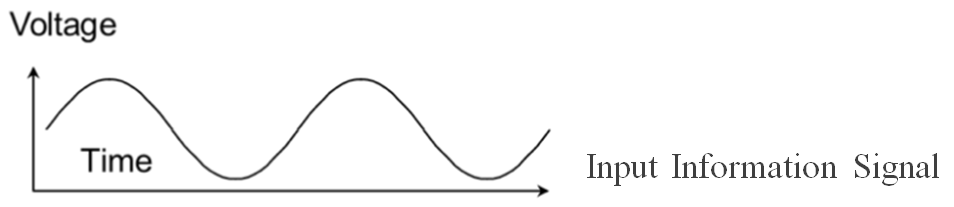 Voltage
Time
Input Information Signal